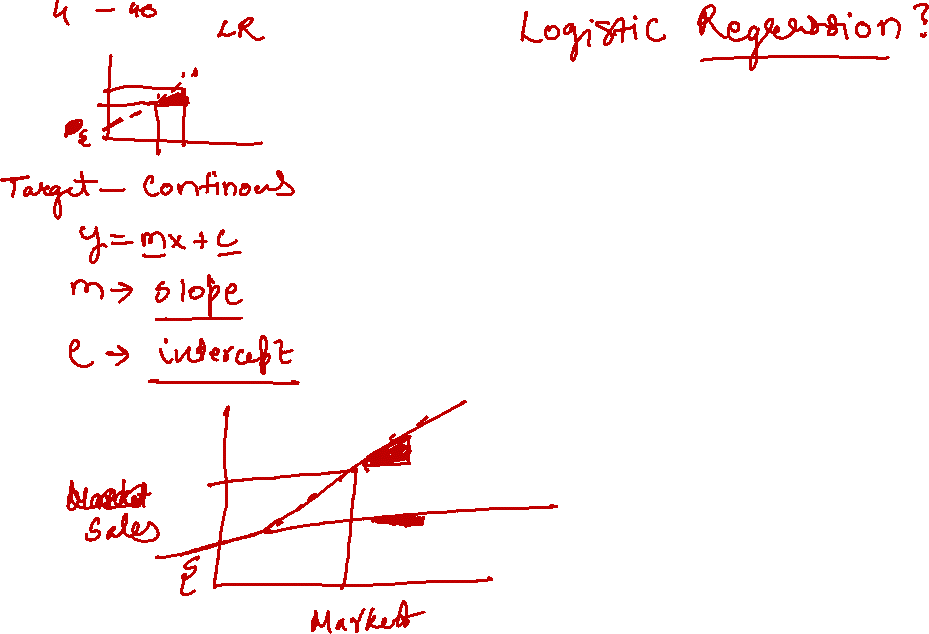 4 - 40
LR
Logistic Regression?
c
Target - Continous
y = mx + c
m → slope
c → intercept
Sales
c
Market